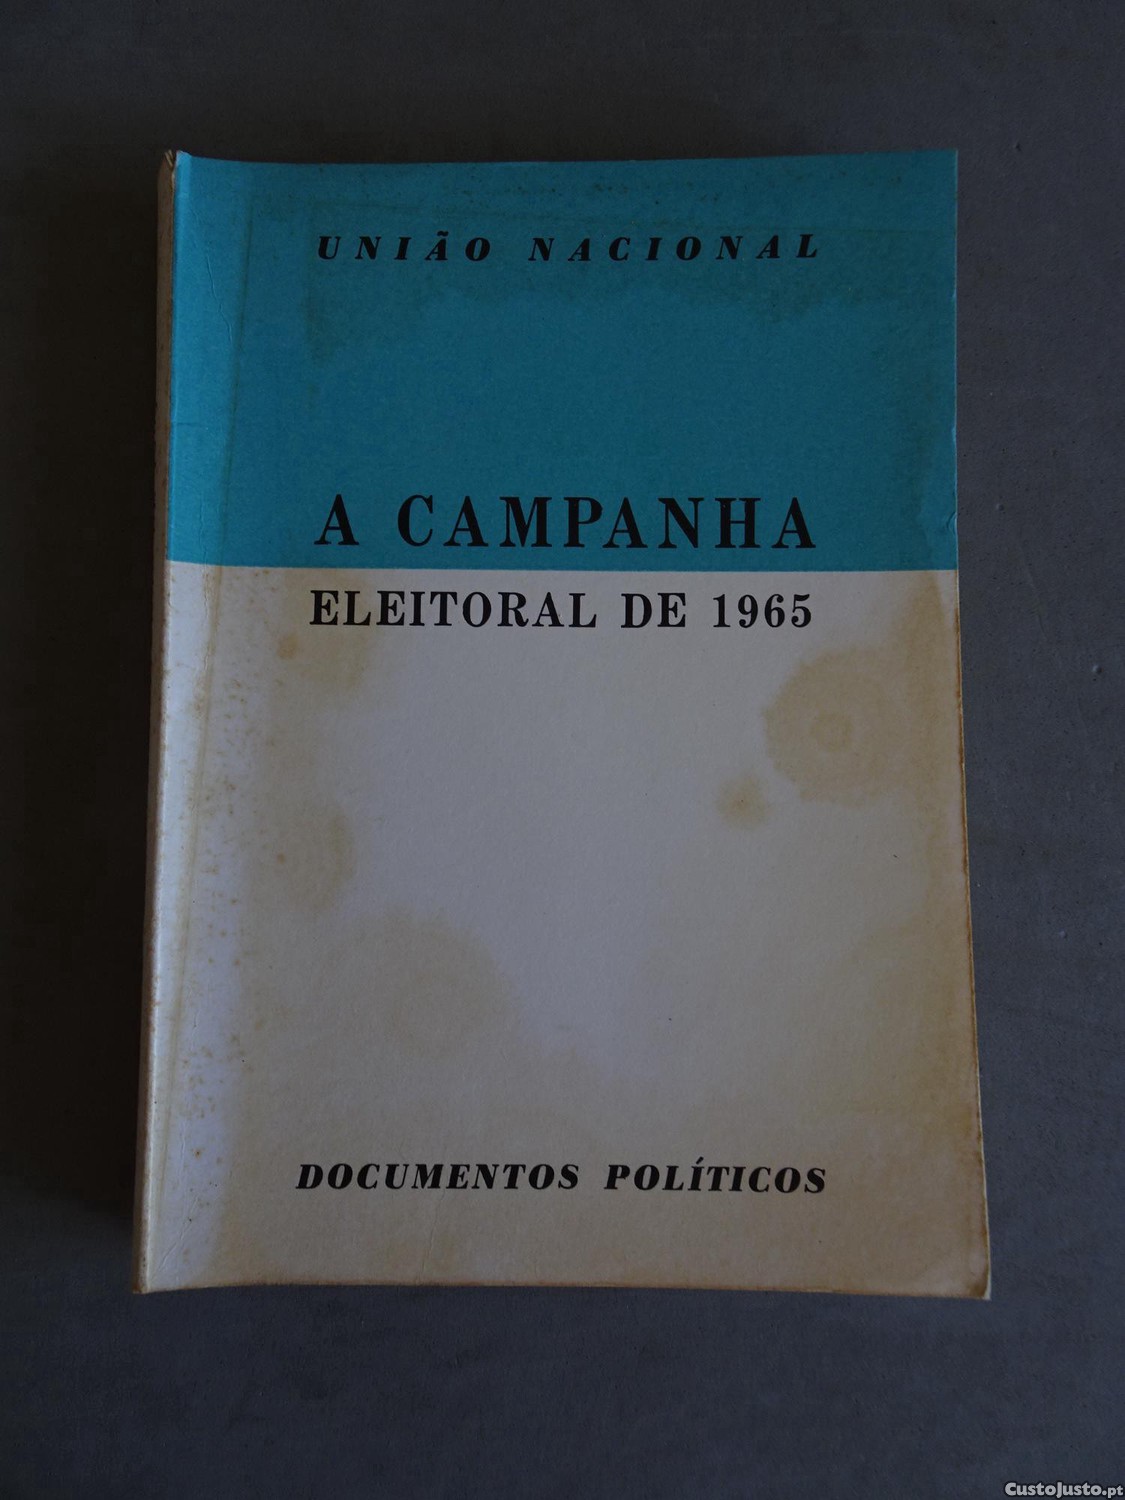 UNIÃO NACIONAL
A CAMPANHA
ELEITORAL DE 1965
DOCUMENTOS POLÍTICOS
CustoJusto.pt